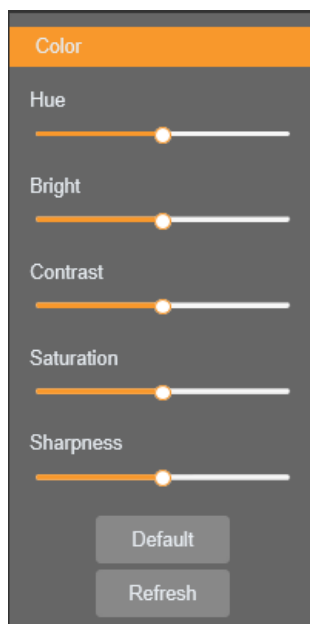 Color
Hue
Bright
Contrast
Saturation
Sharpness
Default
Refresh